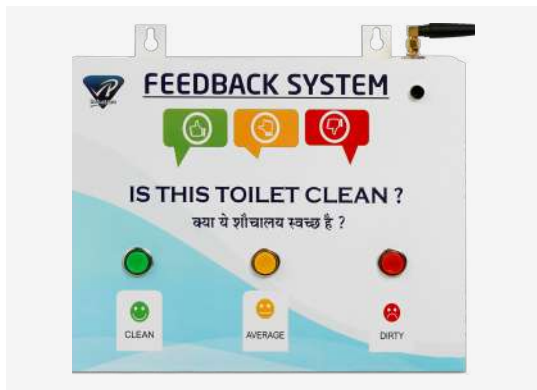 FEEDBACK SYSTEM
IS THIS TOILET CLEAN ?
क्या ये शौचालय स्वच्छ है ?
CLEAN
AVERAGE
DIRTY